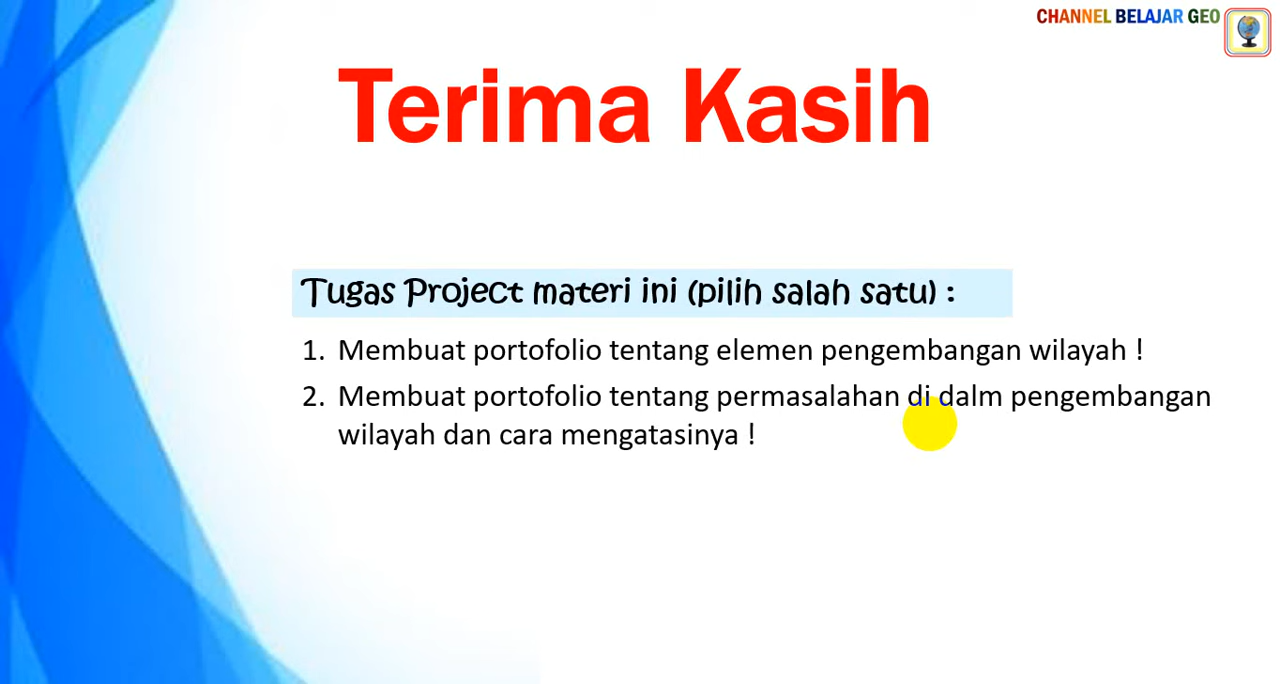 CHANNEL BELAJAR GEO
Terima Kasih
Tugas Project materi ini (pilih salah satu) :
1. Membuat portofolio tentang elemen pengembangan wilayah !
2. Membuat portofolio tentang permasalahan di dalm pengembangan
wilayah dan cara mengatasinya !